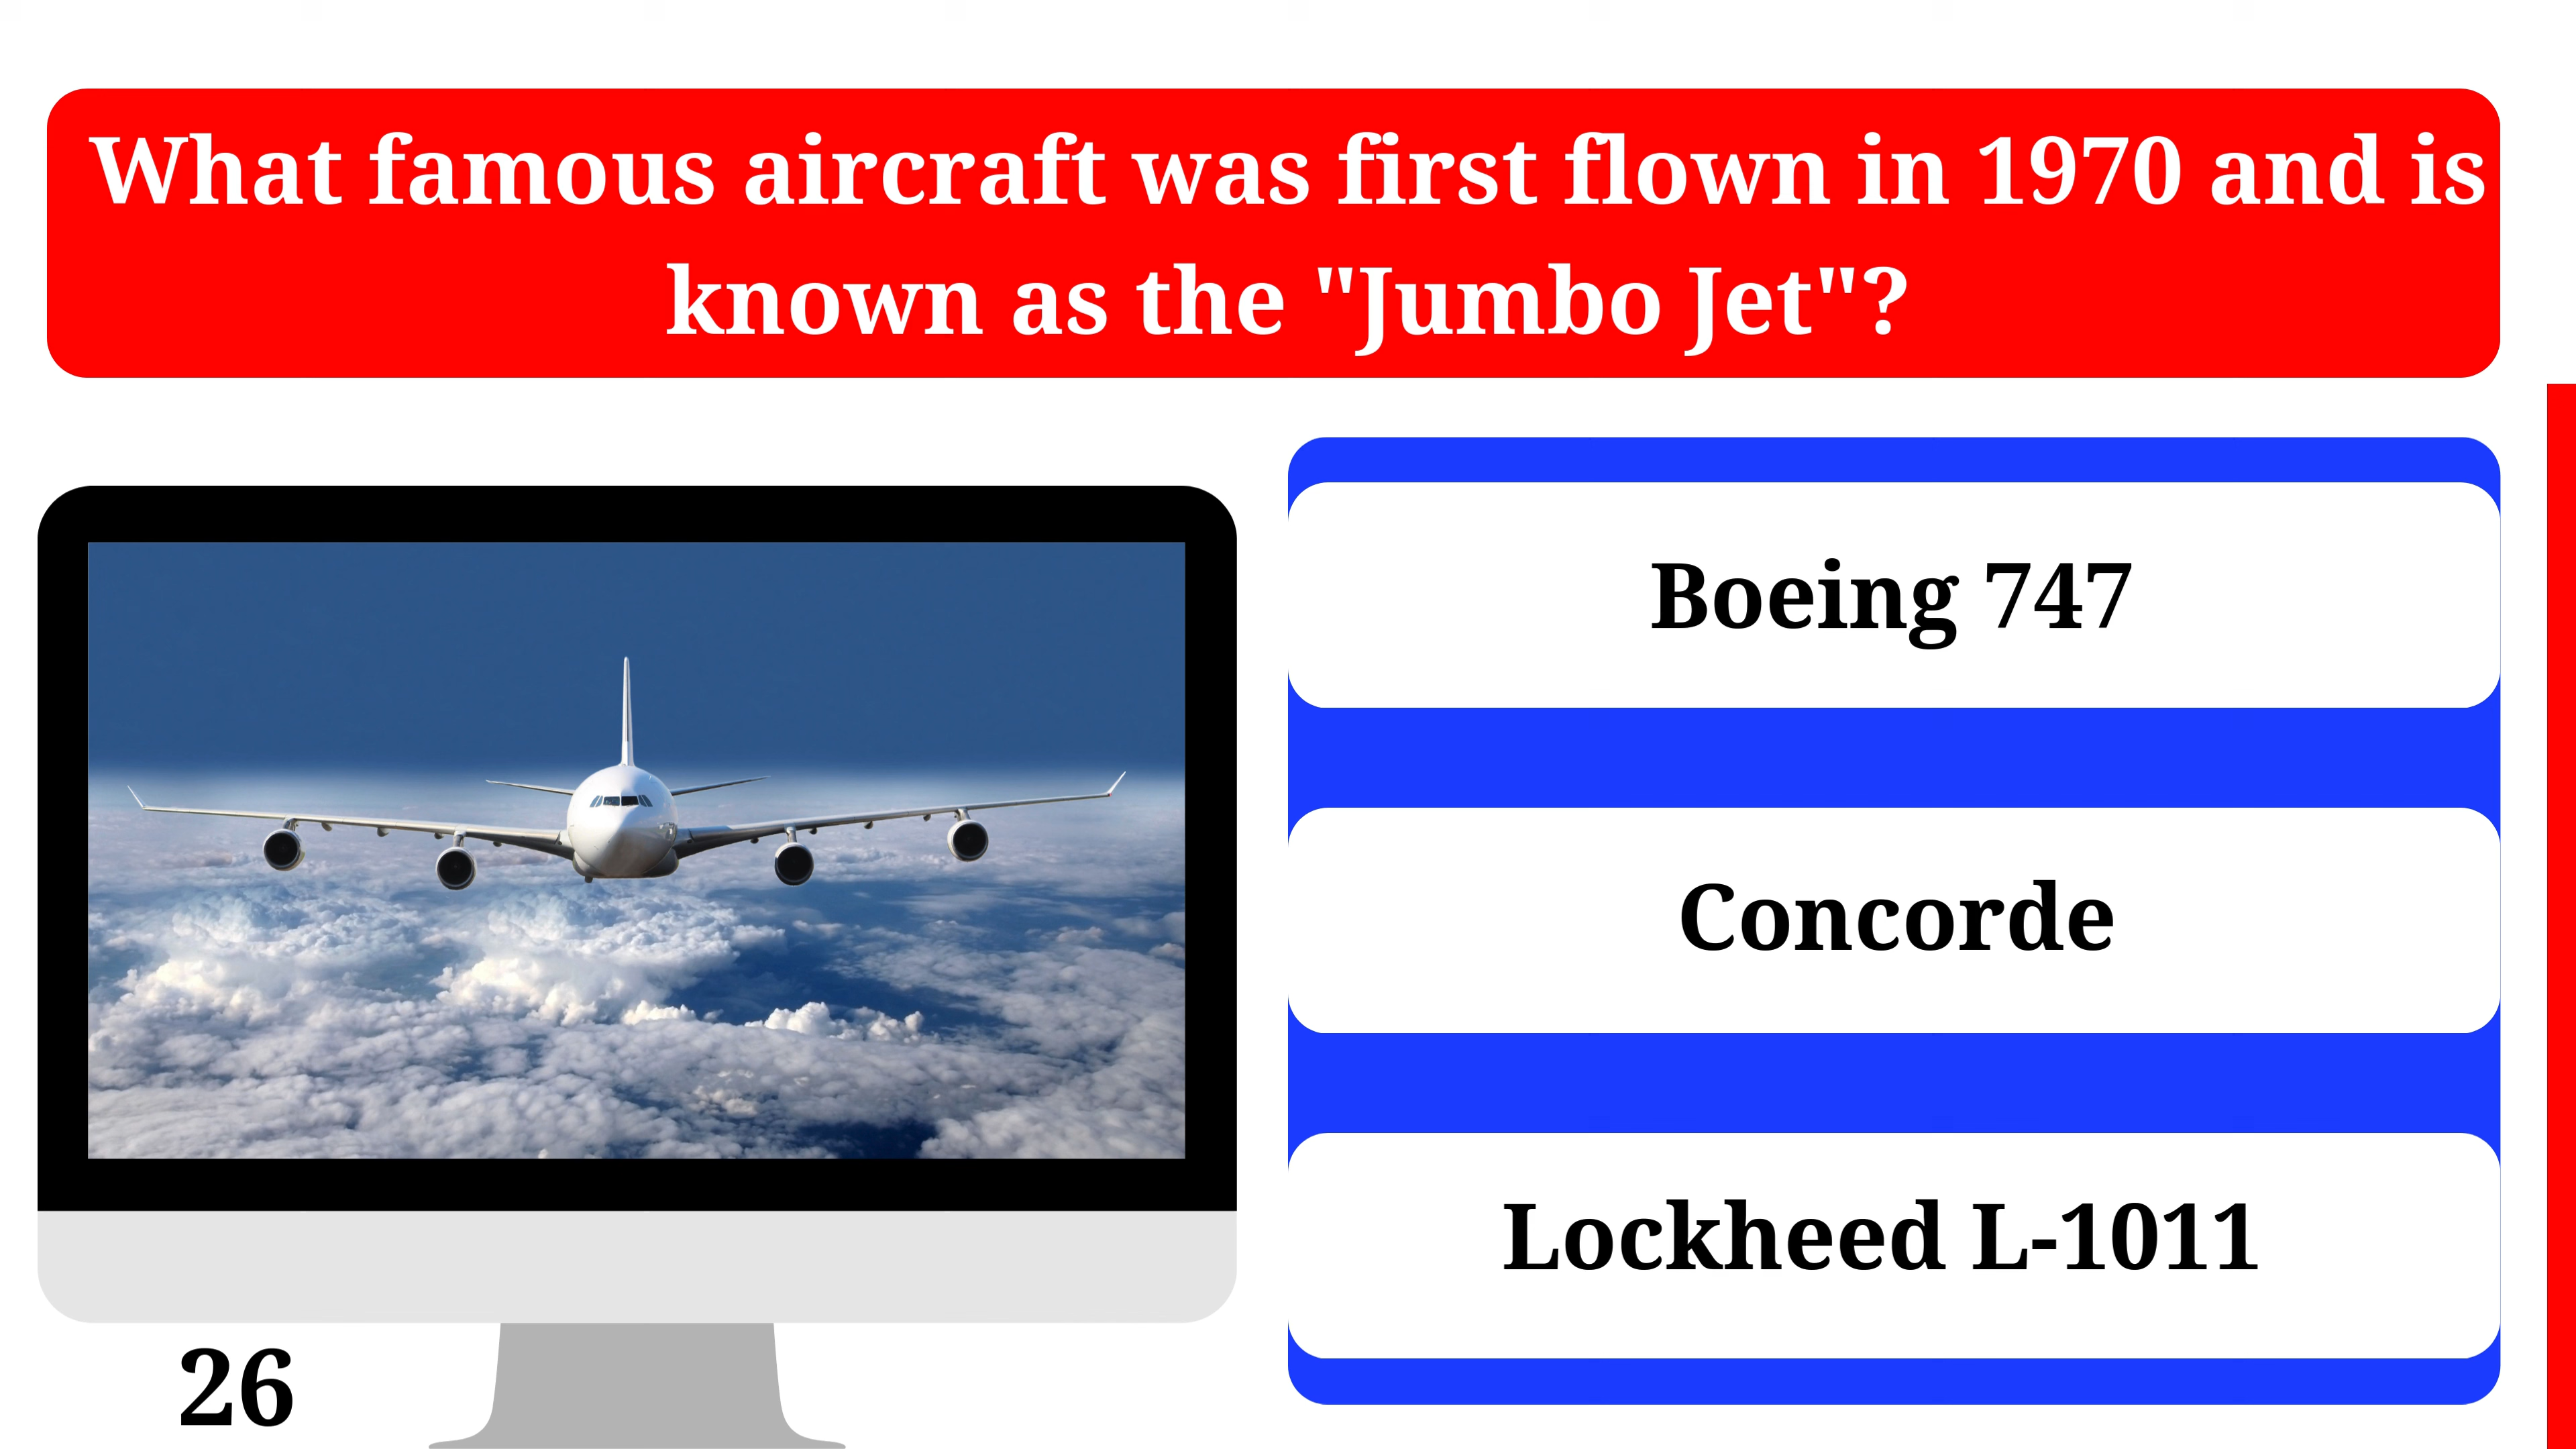 What famous aircraft was first flown in 1970 and is
known as the "Jumbo Jet"?
Boeing 747
Concorde
Lockheed L-1011
26